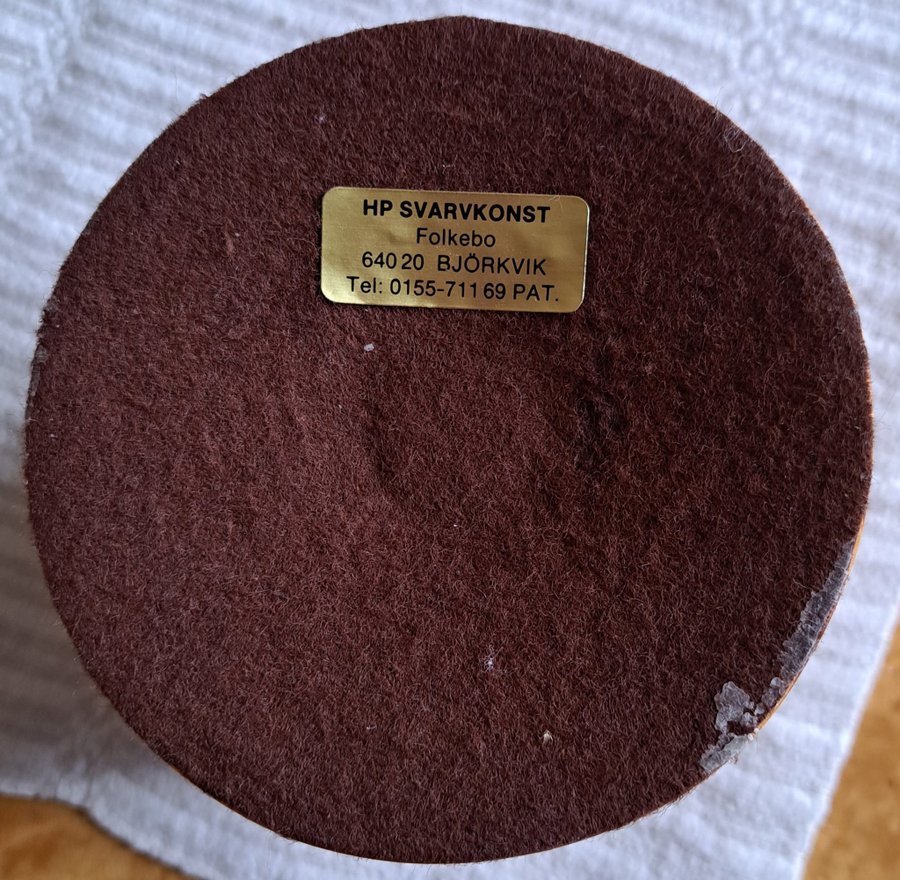 HP SVARVKONST
Folkebo
640 20 BJÖRKVIK
Tel: 0155-711 69 PAT.